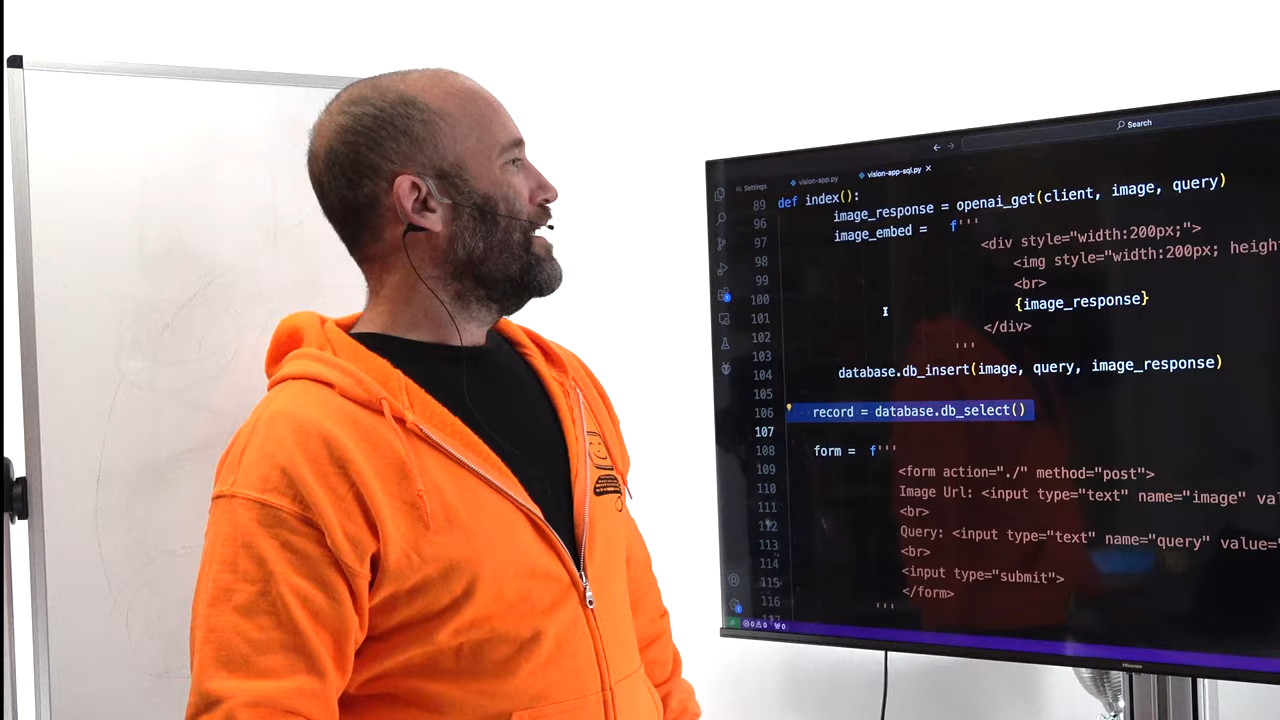 Search
Settings
vision-app.py
vision-app-sql.py
89 def index():
96 image_response = openai_get(client, image, query)
97 image_embed = f'''
98 <div style="width:200px;">
99 <img style="width:200px; height
100 <br>
101 {image_response}
102 </div>
103 '''
104 database.db_insert(image, query, image_response)
105
106 record = database.db_select()
107
108 form = f'''
109 <form action="./" method="post">
110 Image Url: <input type="text" name="image" va
111 <br>
112 Query: <input type="text" name="query" value=
113 <br>
114 <input type="submit">
115 </form>
116 '''
117
Hisense